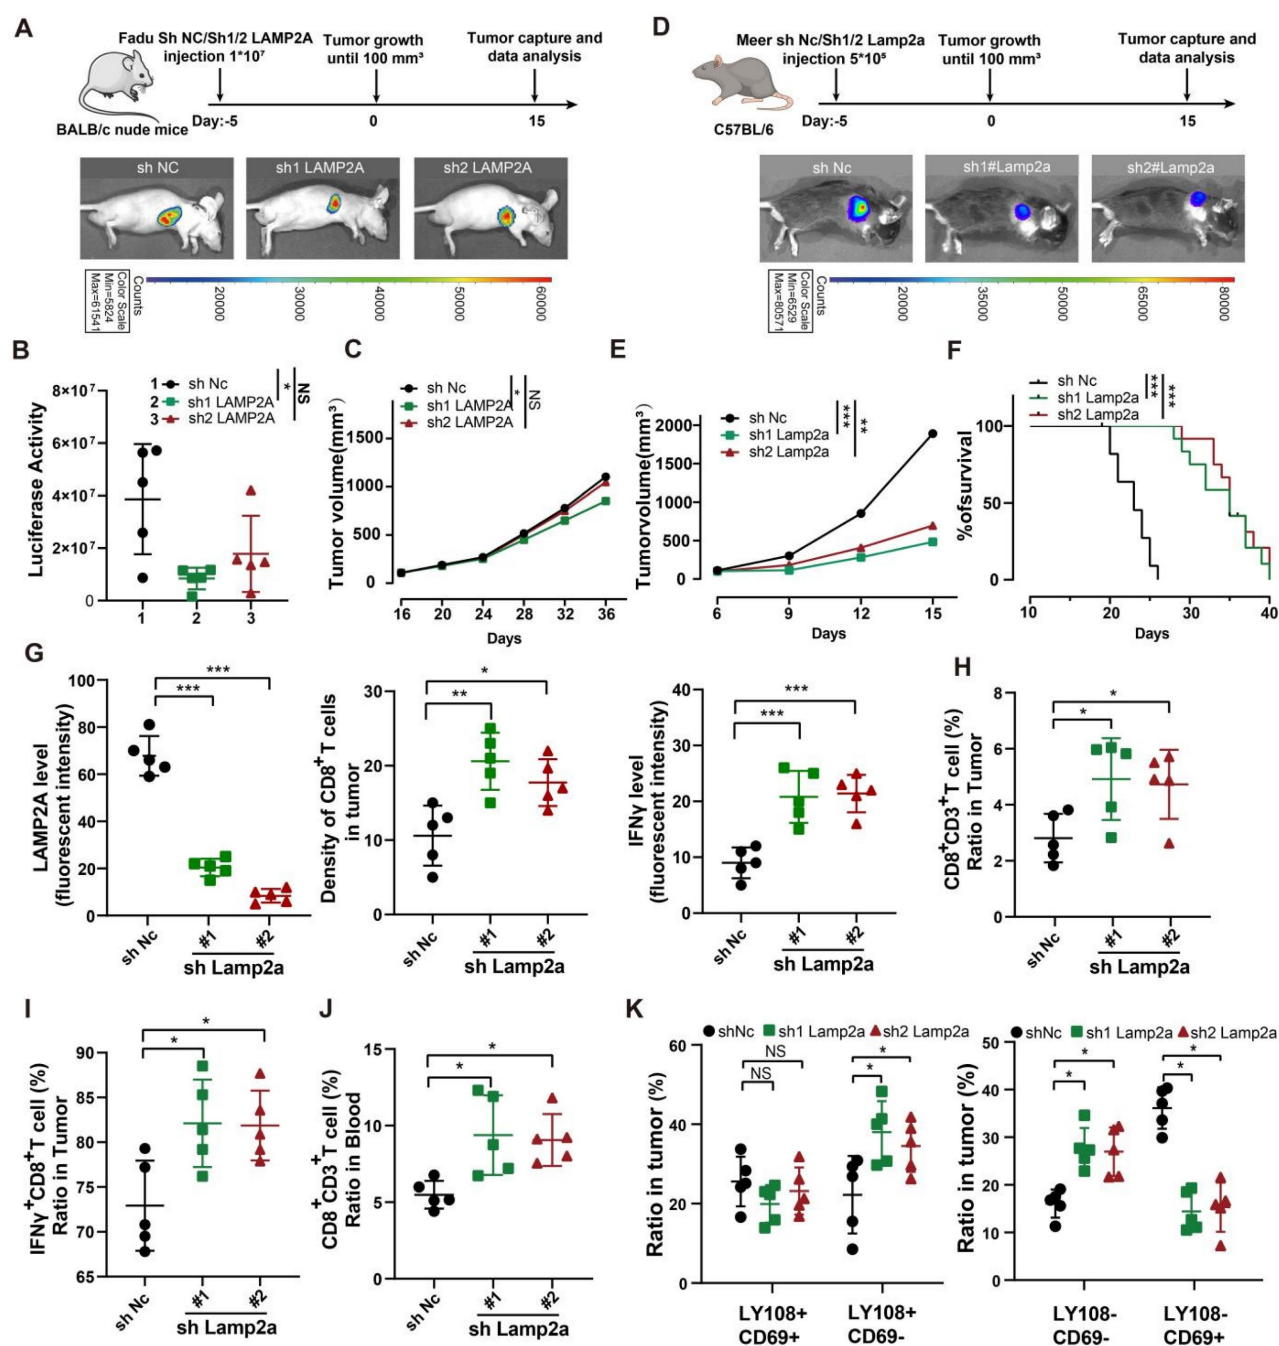 A
Fadu Sh NC/Sh1/2 LAMP2A
injection 1*10⁷
Tumor growth
until 100 mm³
Tumor capture and
data analysis
BALB/c nude mice
Day:-5
0
15
sh NC
sh1 LAMP2A
sh2 LAMP2A
Counts
Color Scale
Min=5824
Max=61541
20000
30000
40000
50000
60000
D
Meer sh Nc/Sh1/2 Lamp2a
injection 5*10⁵
Tumor growth
until 100 mm³
Tumor capture and
data analysis
C57BL/6
Day:-5
0
15
sh Nc
sh1#Lamp2a
sh2#Lamp2a
Counts
Color Scale
Min=6529
Max=80571
20000
35000
50000
65000
80000
B
Luciferase Activity
8×10⁷
6×10⁷
4×10⁷
2×10⁷
0
1 sh Nc
2 sh1 LAMP2A
3 sh2 LAMP2A
*
NS
1
2
3
C
Tumor volume(mm³)
sh Nc
sh1 LAMP2A
sh2 LAMP2A
*
NS
1500
1000
500
0
16
20
24
28
32
36
Days
E
Tumorvolume(mm³)
sh Nc
sh1 Lamp2a
sh2 Lamp2a
***
**
2000
1500
1000
500
0
6
9
12
15
Days
F
%ofsurvival
sh Nc
sh1 Lamp2a
sh2 Lamp2a
***
***
100
50
0
10
20
30
40
Days
G
LAMP2A level
(fluorescent intensity)
100
80
60
40
20
0
***
***
sh Nc
#1
#2
sh Lamp2a
Density of CD8⁺T cells
in tumor
30
20
10
0
*
**
sh Nc
#1
#2
sh Lamp2a
IFNγ level
(fluorescent intensity)
40
30
20
10
0
***
***
sh Nc
#1
#2
sh Lamp2a
H
CD8⁺CD3⁺T cell (%)
Ratio in Tumor
8
6
4
2
0
*
*
sh Nc
#1
#2
sh Lamp2a
I
IFNγ⁺CD8⁺T cell (%)
Ratio in Tumor
90
85
80
75
70
65
*
*
sh Nc
#1
#2
sh Lamp2a
J
CD8⁺CD3⁺T cell (%)
Ratio in Blood
15
10
5
0
*
*
sh Nc
#1
#2
sh Lamp2a
K
shNc sh1 Lamp2a sh2 Lamp2a
Ratio in tumor (%)
60
40
20
0
NS
NS
*
*
LY108+
CD69+
LY108+
CD69-
shNc sh1 Lamp2a sh2 Lamp2a
Ratio in tumor (%)
50
40
30
20
10
0
*
*
*
*
LY108-
CD69-
LY108-
CD69+